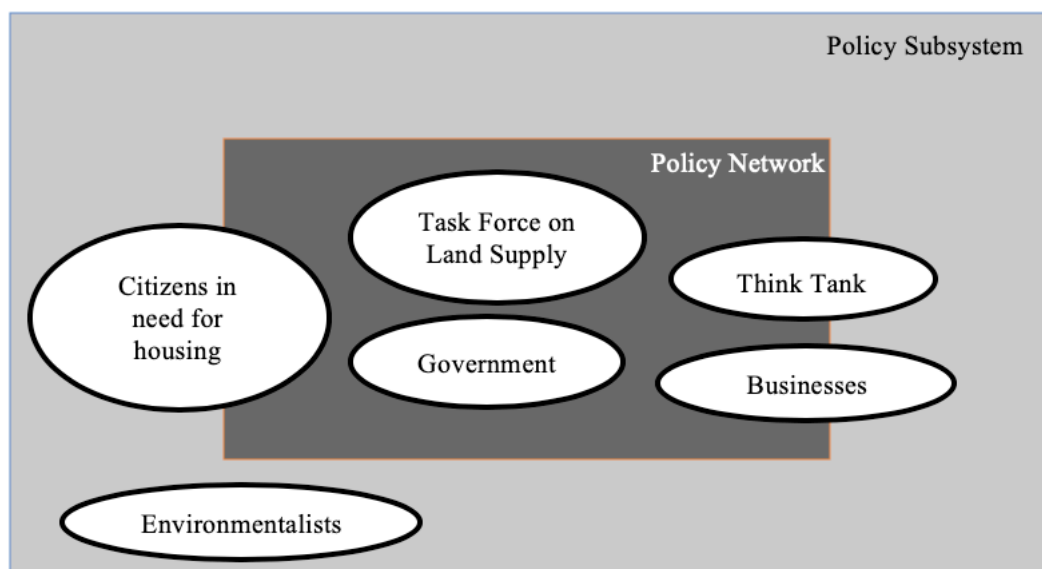 Policy Subsystem
Policy Network
Task Force on
Land Supply
Citizens in
need for
housing
Think Tank
Government
Businesses
Environmentalists